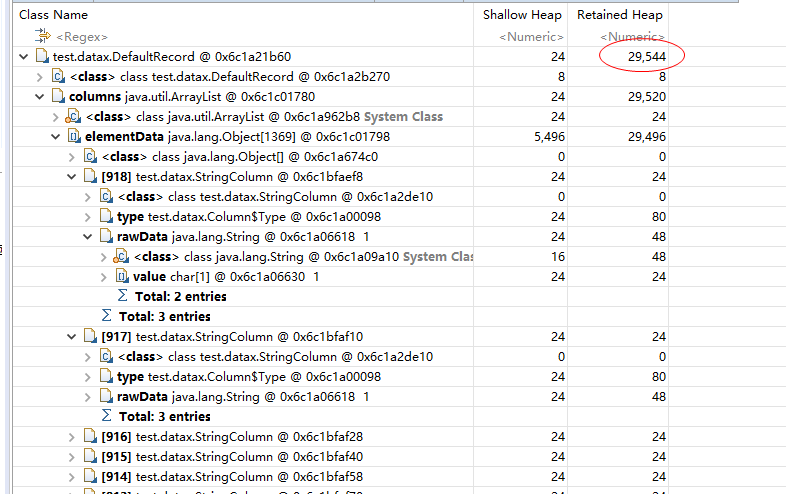 Class Name Shallow Heap Retained Heap
<Regex> <Numeric> <Numeric>
test.datax.DefaultRecord @ 0x6c1a21b60 24 29,544
<class> class test.datax.DefaultRecord @ 0x6c1a2b270 8 8
columns java.util.ArrayList @ 0x6c1c01780 24 29,520
<class> class java.util.ArrayList @ 0x6c1a962b8 System Class 24 24
elementData java.lang.Object[1369] @ 0x6c1c01798 5,496 29,496
<class> class java.lang.Object[] @ 0x6c1a674c0 0 0
[918] test.datax.StringColumn @ 0x6c1bfaef8 24 24
<class> class test.datax.StringColumn @ 0x6c1a2de10 0 0
type test.datax.Column$Type @ 0x6c1a00098 24 80
rawData java.lang.String @ 0x6c1a06618 1 24 48
<class> class java.lang.String @ 0x6c1a09a10 System Clas 16 48
value char[1] @ 0x6c1a06630 1 24 24
Σ Total: 2 entries
Σ Total: 3 entries
[917] test.datax.StringColumn @ 0x6c1bfaf10 24 24
<class> class test.datax.StringColumn @ 0x6c1a2de10 0 0
type test.datax.Column$Type @ 0x6c1a00098 24 80
rawData java.lang.String @ 0x6c1a06618 1 24 48
Σ Total: 3 entries
[916] test.datax.StringColumn @ 0x6c1bfaf28 24 24
[915] test.datax.StringColumn @ 0x6c1bfaf40 24 24
[914] test.datax.StringColumn @ 0x6c1bfaf58 24 24